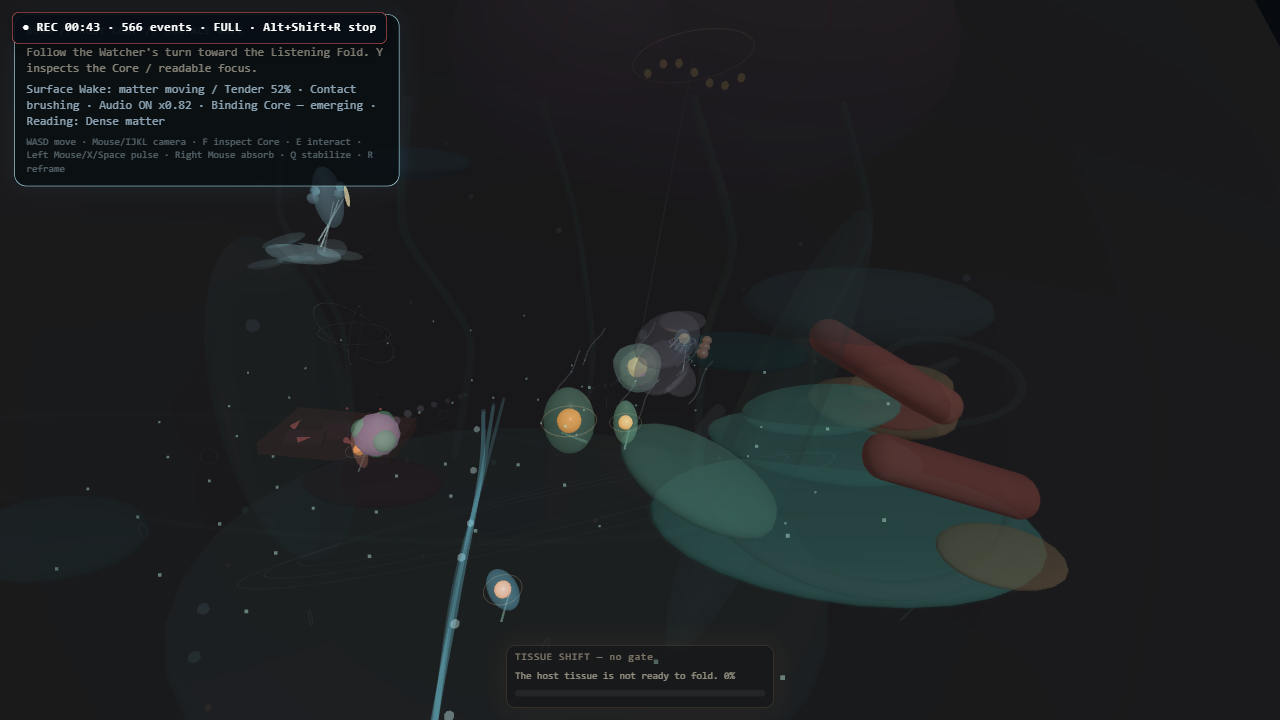 ● REC 00:43 · 566 events · FULL · Alt+Shift+R stop
Follow the Watcher's turn toward the Listening Fold. Y
inspects the Core / readable focus.
Surface Wake: matter moving / Tender 52% · Contact
brushing · Audio ON x0.82 · Binding Core — emerging ·
Reading: Dense matter
WASD move · Mouse/IJKL camera · F inspect Core · E interact ·
Left Mouse/X/Space pulse · Right Mouse absorb · Q stabilize · R
reframe
TISSUE SHIFT — no gate
The host tissue is not ready to fold. 0%